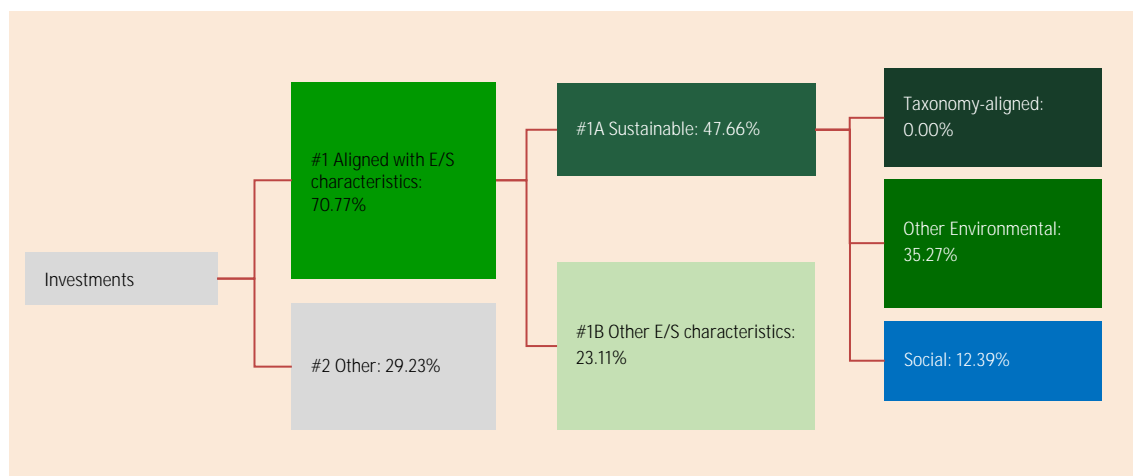 Investments
#1 Aligned with E/S
characteristics:
70.77%
#2 Other: 29.23%
#1A Sustainable: 47.66%
#1B Other E/S characteristics:
23.11%
Taxonomy-aligned:
0.00%
Other Environmental:
35.27%
Social: 12.39%